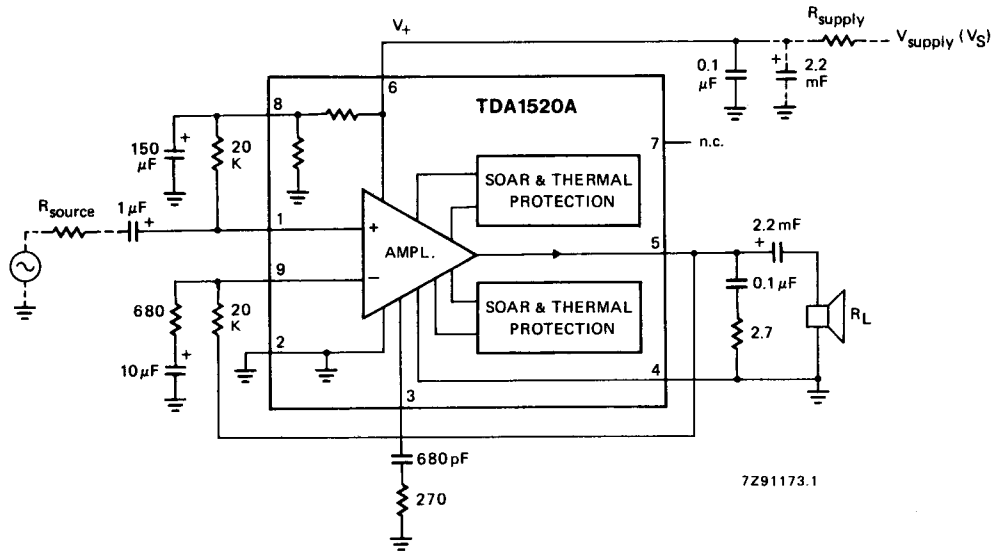 V+
Rsupply
Vsupply (VS)
0.1
μF
+
2.2
mF
6
TDA1520A
8
7
n.c.
150
μF
+
20
K
SOAR & THERMAL
PROTECTION
Rsource
1 μF
+
1
+
AMPL.
5
2.2 mF
+
9
−
0.1 μF
680
20
K
SOAR & THERMAL
PROTECTION
RL
2.7
+
10 μF
2
4
3
680 pF
270
7Z91173.1